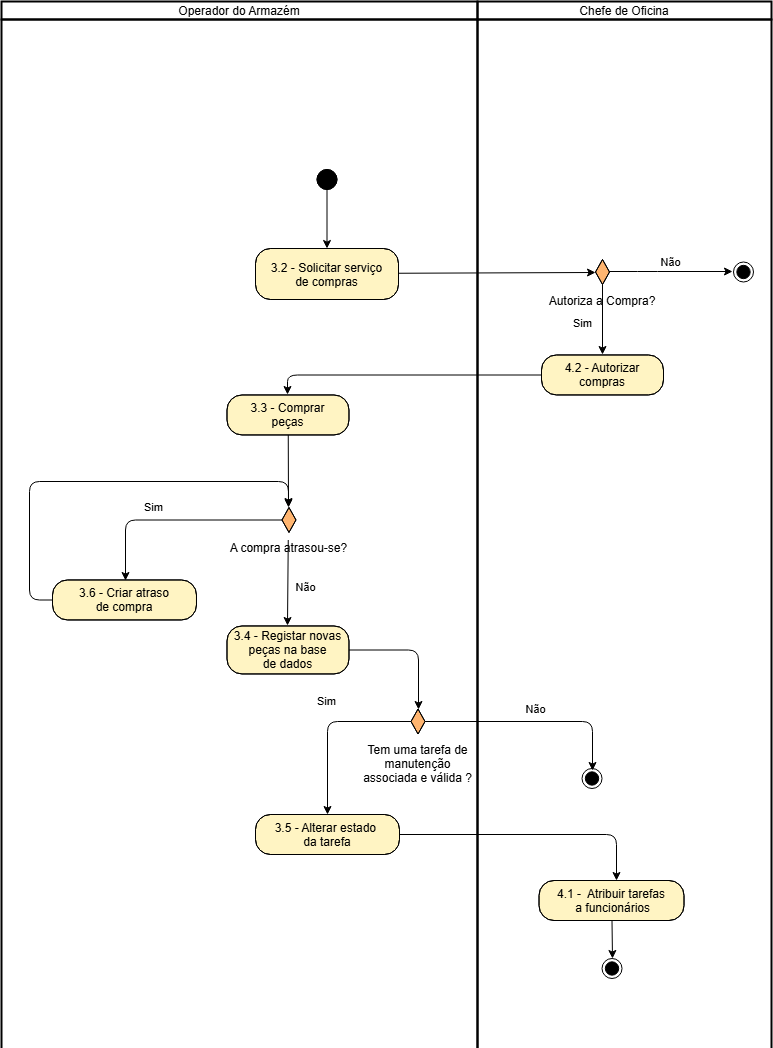 Operador do Armazém
Chefe de Oficina
3.2 - Solicitar serviço
de compras
Não
Autoriza a Compra?
Sim
4.2 - Autorizar
compras
3.3 - Comprar
peças
Sim
A compra atrasou-se?
Não
3.6 - Criar atraso
de compra
3.4 - Registar novas
peças na base
de dados
Sim
Não
Tem uma tarefa de
manutenção
associada e válida ?
3.5 - Alterar estado
da tarefa
4.1 -  Atribuir tarefas
a funcionários